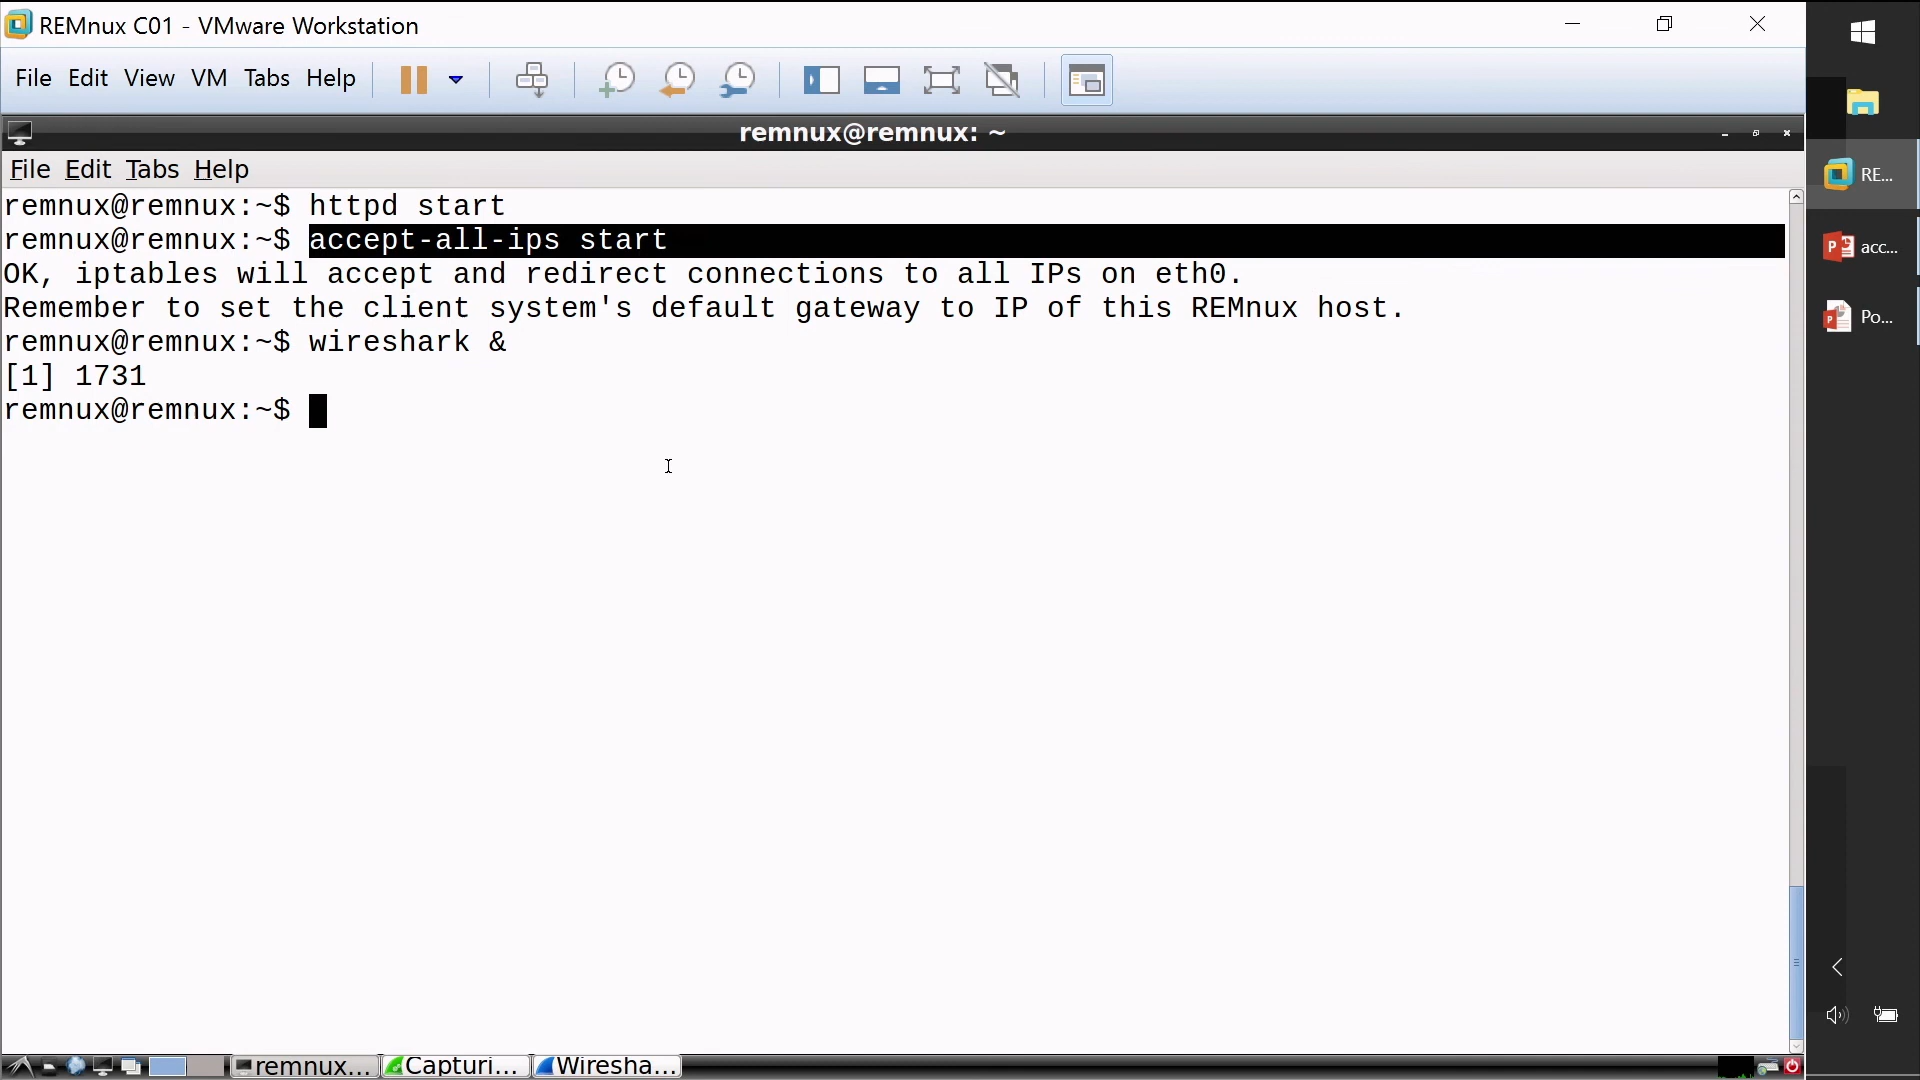 REMnux C01 - VMware Workstation
File Edit View VM Tabs Help
remnux@remnux: ~
File Edit Tabs Help
remnux@remnux:~$ httpd start
remnux@remnux:~$ accept-all-ips start
OK, iptables will accept and redirect connections to all IPs on eth0.
Remember to set the client system's default gateway to IP of this REMnux host.
remnux@remnux:~$ wireshark &
[1] 1731
remnux@remnux:~$
RE...
acc...
Po...
remnux... Capturi... Wiresha...